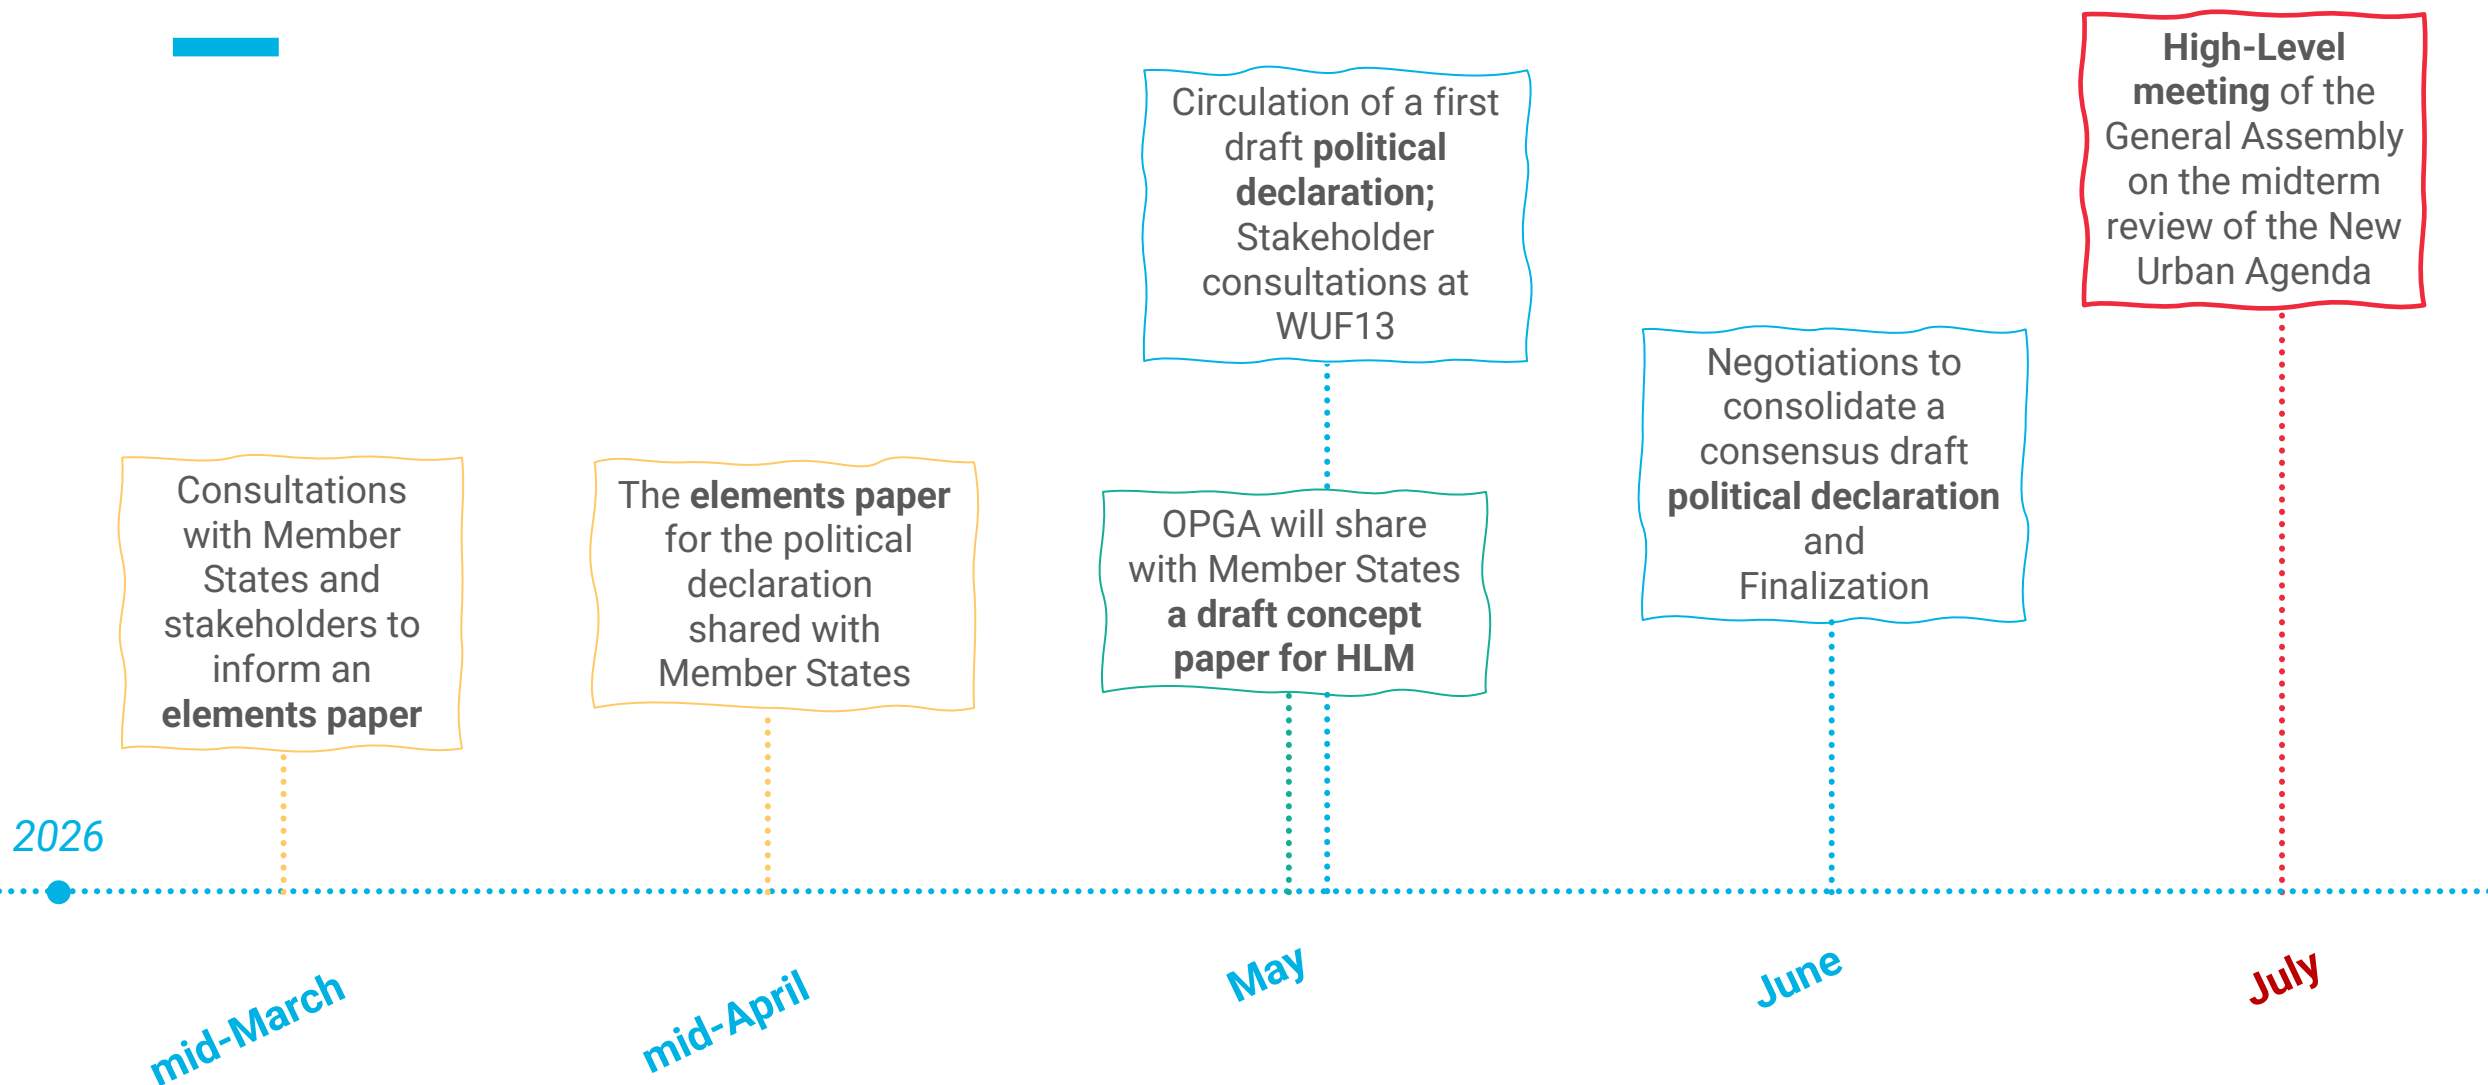 2026
Consultations
with Member
States and
stakeholders to
inform an
elements paper
mid-March
The elements paper
for the political
declaration
shared with
Member States
mid-April
Circulation of a first
draft political
declaration;
Stakeholder
consultations at
WUF13
OPGA will share
with Member States
a draft concept
paper for HLM
May
Negotiations to
consolidate a
consensus draft
political declaration
and
Finalization
June
High-Level
meeting of the
General Assembly
on the midterm
review of the New
Urban Agenda
July